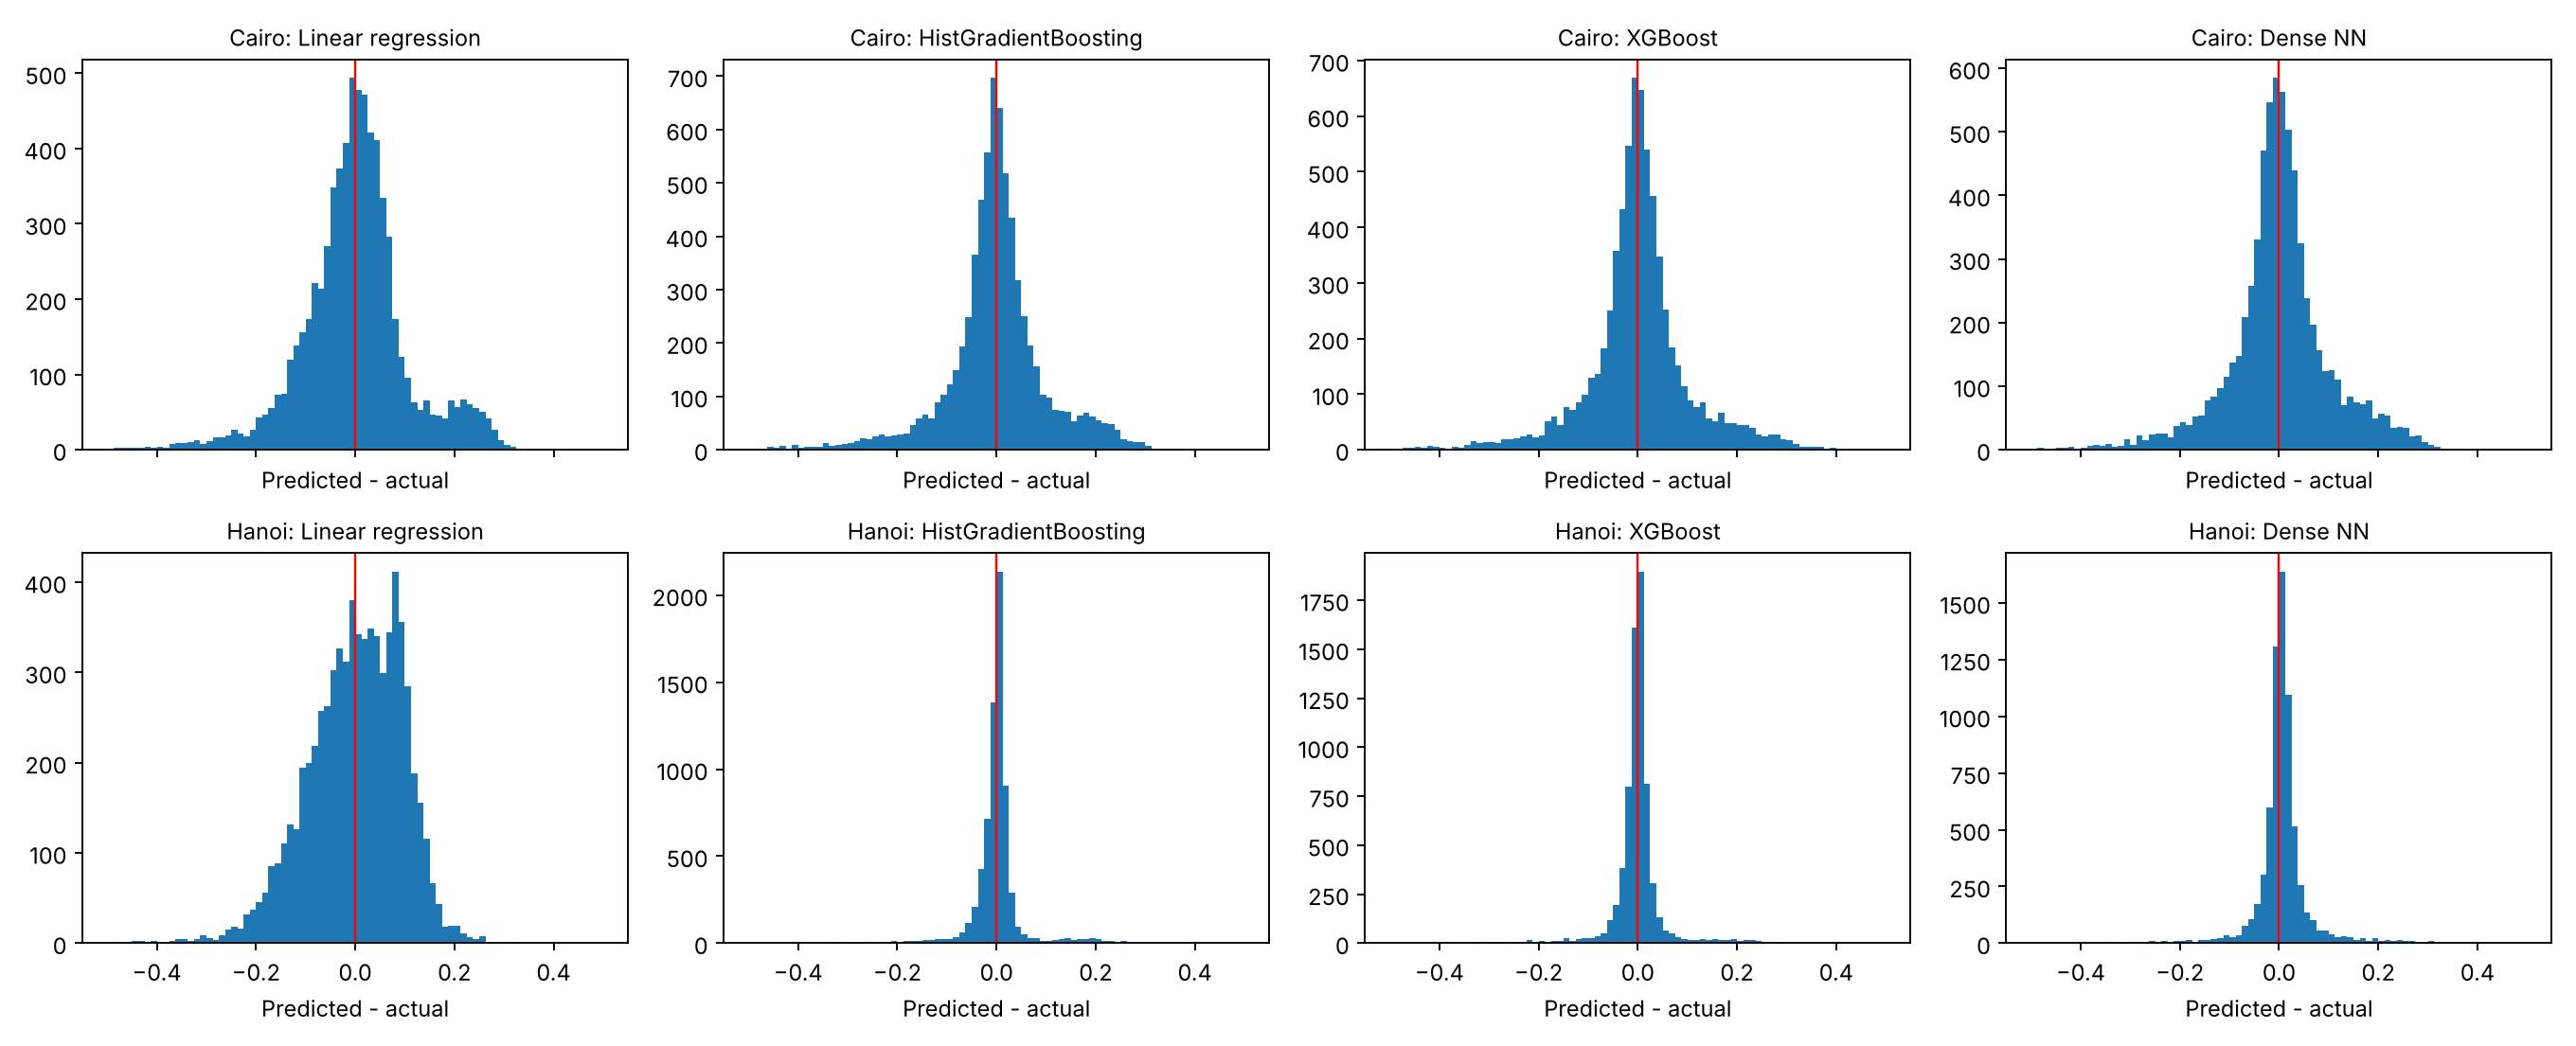 Cairo: Linear regression
500
400
300
200
100
0
Predicted - actual
Cairo: HistGradientBoosting
700
600
500
400
300
200
100
0
Predicted - actual
Cairo: XGBoost
700
600
500
400
300
200
100
0
Predicted - actual
Cairo: Dense NN
600
500
400
300
200
100
0
Predicted - actual
Hanoi: Linear regression
400
300
200
100
0
−0.4 −0.2 0.0 0.2 0.4
Predicted - actual
Hanoi: HistGradientBoosting
2000
1500
1000
500
0
−0.4 −0.2 0.0 0.2 0.4
Predicted - actual
Hanoi: XGBoost
1750
1500
1250
1000
750
500
250
0
−0.4 −0.2 0.0 0.2 0.4
Predicted - actual
Hanoi: Dense NN
1500
1250
1000
750
500
250
0
−0.4 −0.2 0.0 0.2 0.4
Predicted - actual